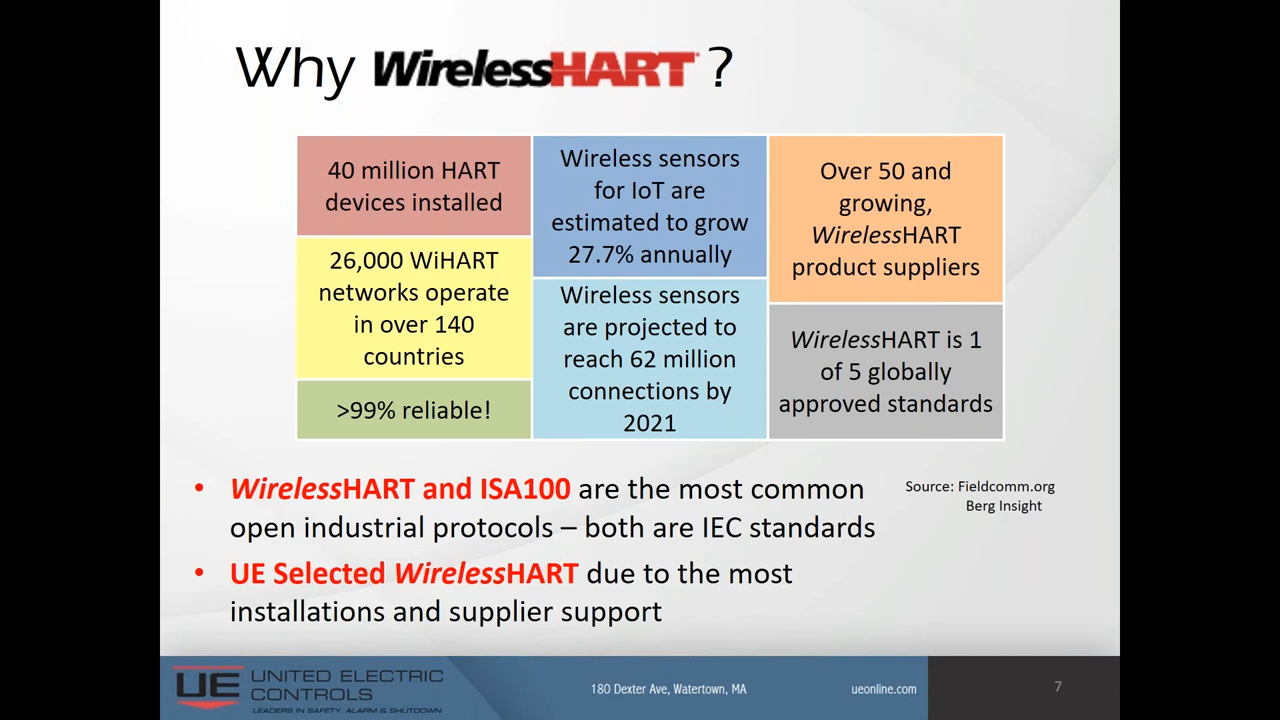 Why WirelessHART ?
40 million HART
devices installed
26,000 WiHART
networks operate
in over 140
countries
>99% reliable!
Wireless sensors
for IoT are
estimated to grow
27.7% annually
Wireless sensors
are projected to
reach 62 million
connections by
2021
Over 50 and
growing,
WirelessHART
product suppliers
WirelessHART is 1
of 5 globally
approved standards
• WirelessHART and ISA100 are the most common
open industrial protocols – both are IEC standards
• UE Selected WirelessHART due to the most
installations and supplier support
Source: Fieldcomm.org
Berg Insight
UE UNITED ELECTRIC
CONTROLS
LEADERS IN SAFETY, ALARM & SHUTDOWN
180 Dexter Ave, Watertown, MA
ueonline.com
7